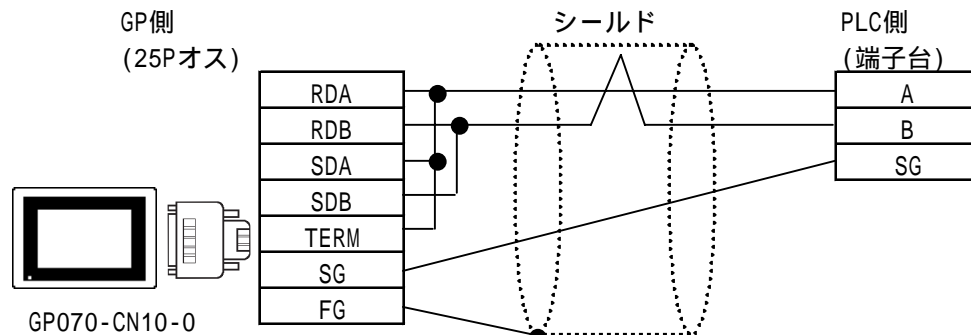 GP側
(25Pオス)
シールド
PLC側
(端子台)
RDA
RDB
SDA
SDB
TERM
SG
FG
A
B
SG
GP070-CN10-0